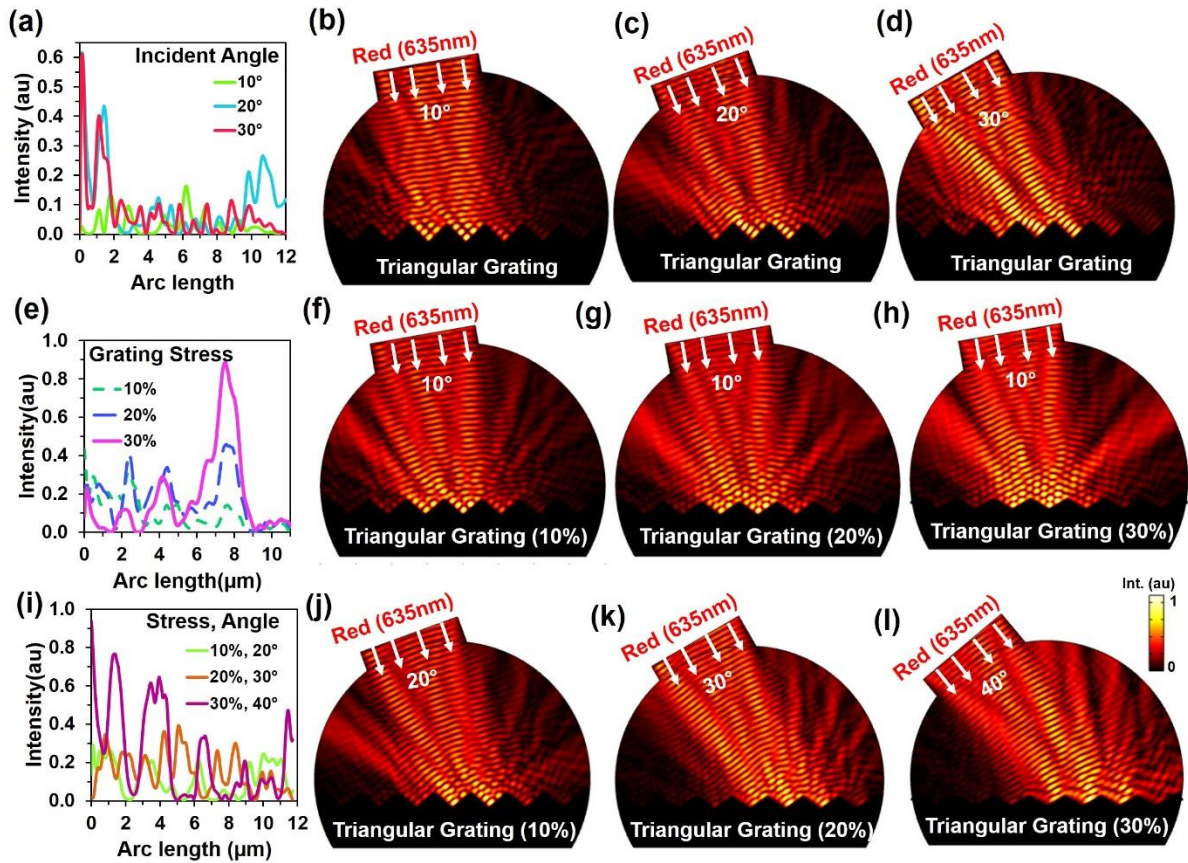 (a)
Intensity (au)
0.6
0.5
0.4
0.3
0.2
0.1
0.0
Incident Angle
10°
20°
30°
0 2 4 6 8 10 12
Arc length
(b)
Red (635nm)
10°
Triangular Grating
(c)
Red (635nm)
20°
Triangular Grating
(d)
Red (635nm)
30°
Triangular Grating
(e)
Intensity(au)
1.0
0.8
0.6
0.4
0.2
0.0
Grating Stress
10%
20%
30%
0 2 4 6 8 10
Arc length(µm)
(f)
Red (635nm)
10°
Triangular Grating (10%)
(g)
Red (635nm)
10°
Triangular Grating (20%)
(h)
Red (635nm)
10°
Triangular Grating (30%)
(i)
Intensity(au)
1.0
0.8
0.6
0.4
0.2
0.0
Stress, Angle
10%, 20°
20%, 30°
30%, 40°
0 2 4 6 8 10 12
Arc length (µm)
(j)
Red (635nm)
20°
Triangular Grating (10%)
(k)
Red (635nm)
30°
Triangular Grating (20%)
(l)
Red (635nm)
40°
Triangular Grating (30%)
Int. (au)
1
0